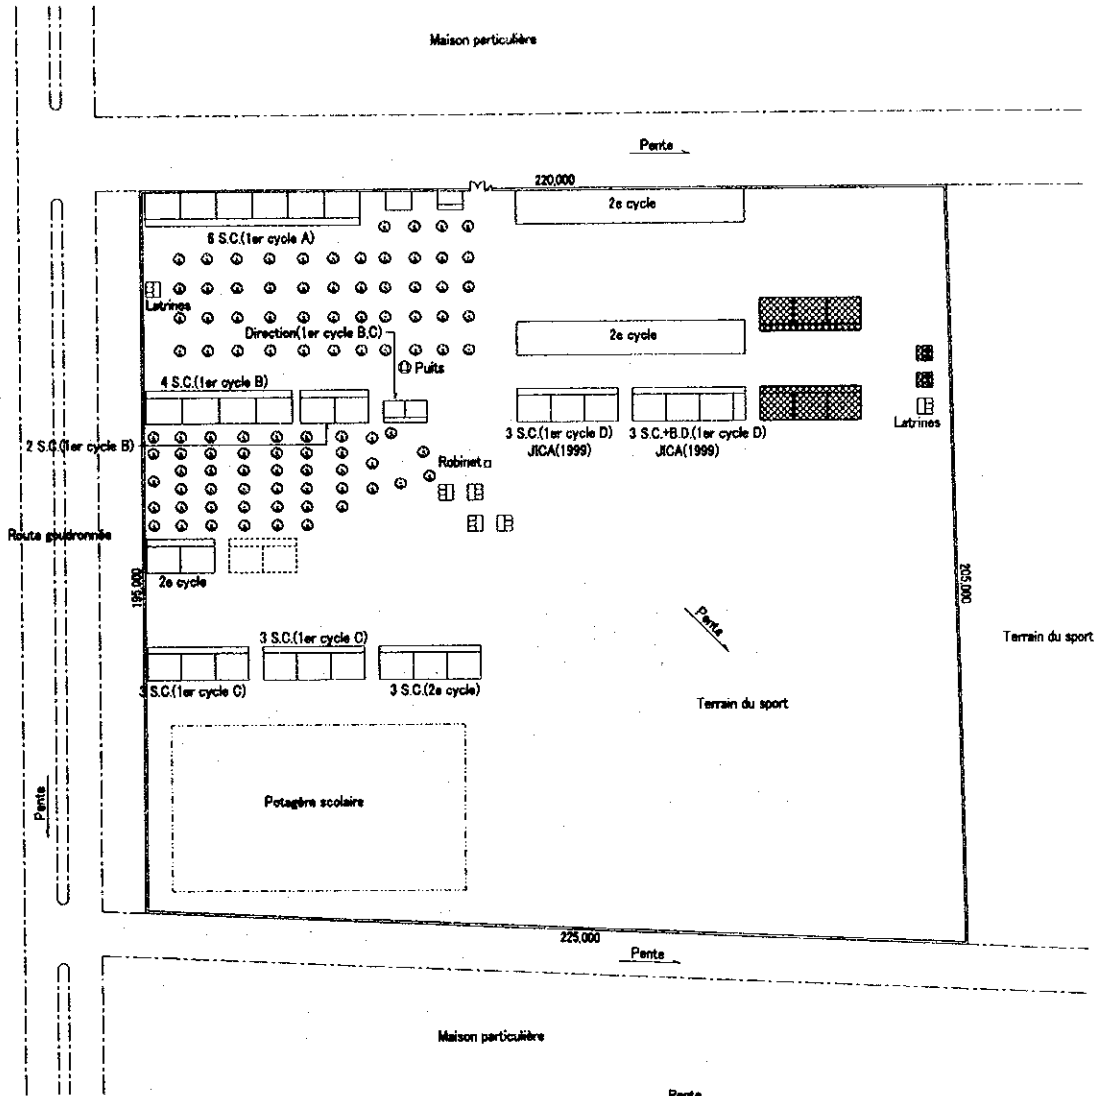 Maison particulière
Pente
220,000
2e cycle
6 S.C.(1er cycle A)
Latrines
Direction(1er cycle B,C)
2e cycle
Puits
4 S.C.(1er cycle B)
Latrines
3 S.C.(1er cycle D)
JICA(1999)
3 S.C.+B.D.(1er cycle D)
JICA(1999)
2 S.C.(1er cycle B)
Robinet
Route goudronnée
2e cycle
195,000
205,000
Pente
Terrain du sport
3 S.C.(1er cycle C)
3 S.C.(1er cycle C)
3 S.C.(2e cycle)
Terrain du sport
Potagère scolaire
Pente
225,000
Pente
Maison particulière
Pente